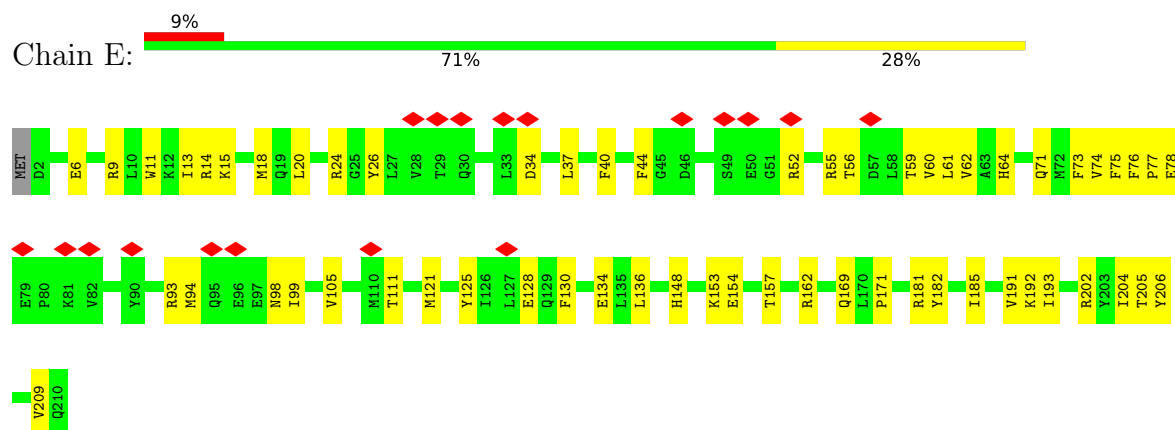 9%
Chain E:
71% 28%
MET D2 E6 R9 L10 W11 K12 I13 R14 K15 M18 Q19 L20 R24 G25 Y26 L27 V28 T29 Q30 L33 D34 L37 F40 F44 G45 D46 S49 E50 G51 R52 R55 T56 D57 L58 T59 V60 L61 V62 A63 H64 Q71 M72 F73 V74 F75 F76 P77 E78
E79 P80 K81 V82 Y90 R93 M94 Q95 E96 E97 N98 I99 V105 M110 T111 M121 Y125 I126 L127 E128 Q129 F130 E134 L135 L136 H148 K153 E154 T157 R162 Q169 L170 P171 R181 Y182 I185 V191 K192 I193 R202 Y203 I204 T205 Y206
V209 Q210